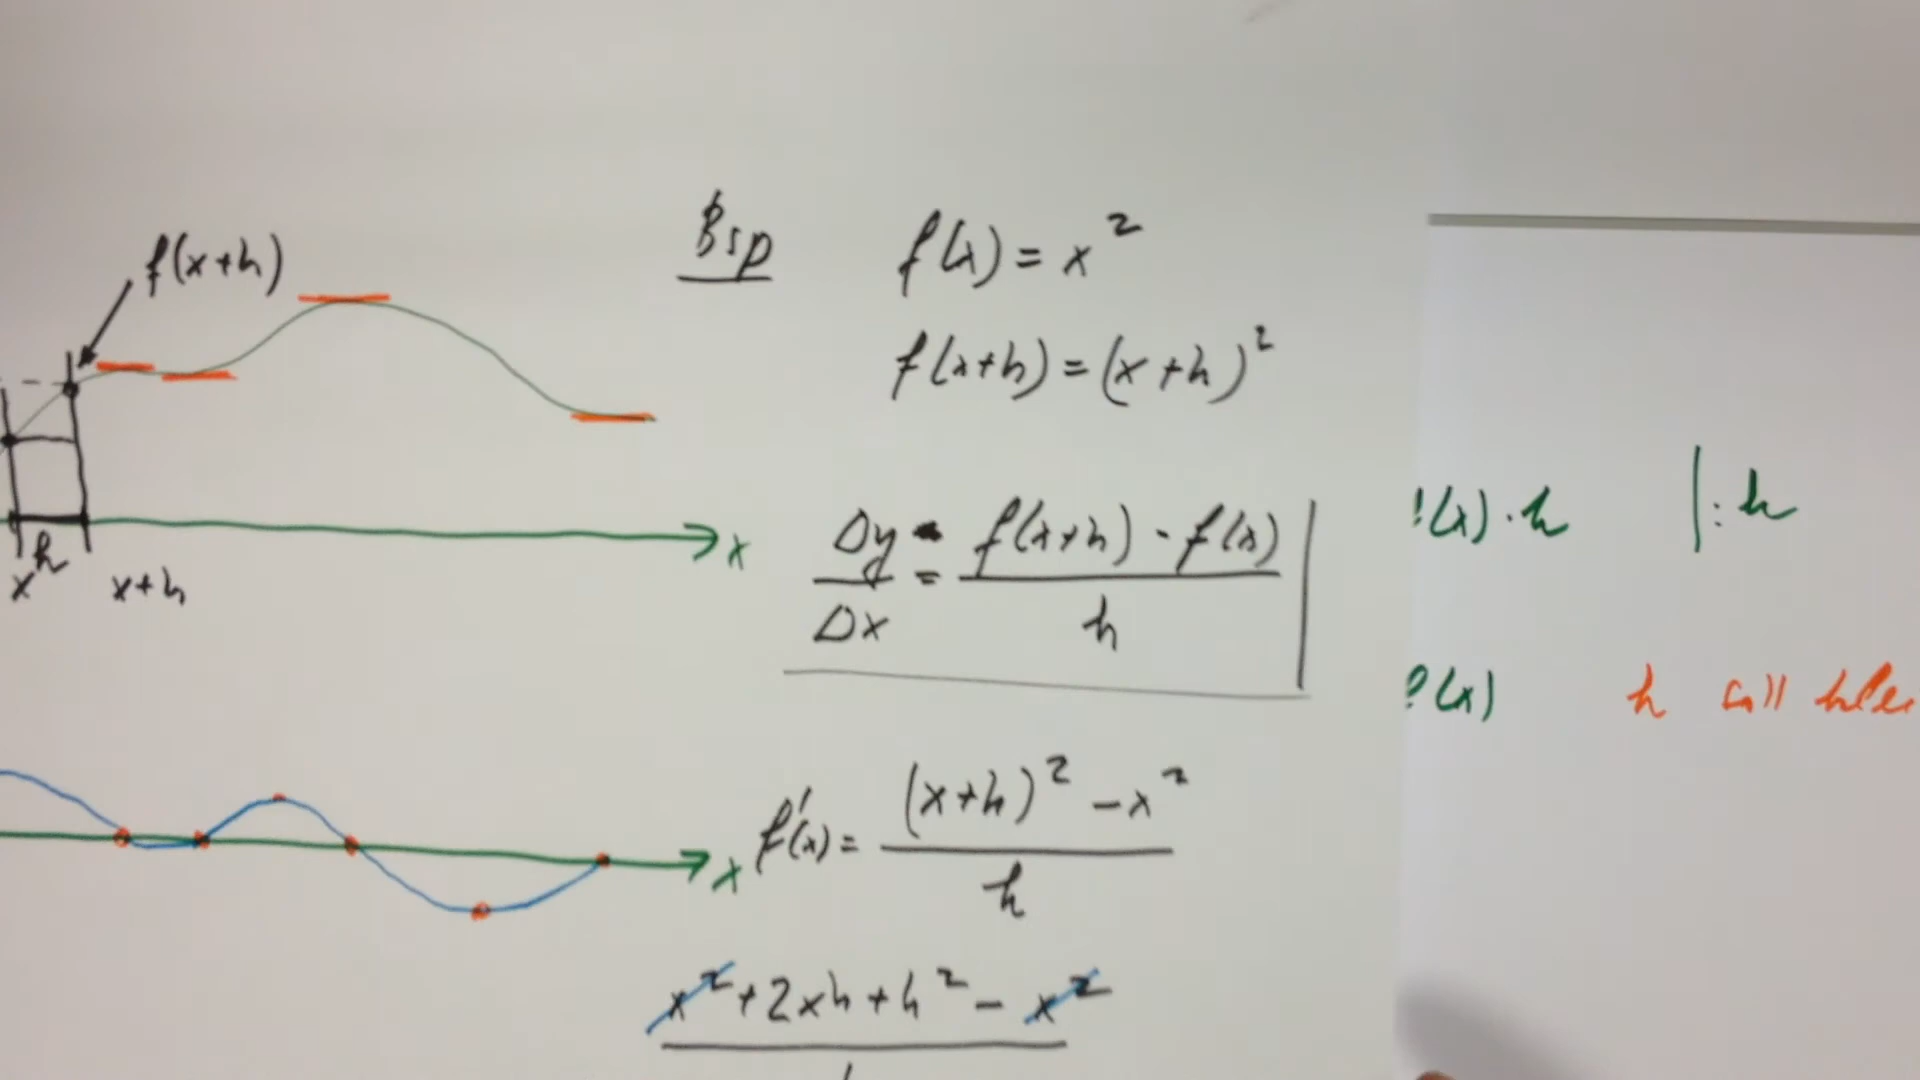 f(x+h)
x
h
x
x+h
x
Bsp
f(x) = x²
f(x+h) = (x+h)²
Δy/Δx = (f(x+h) - f(x))/h
f'(x) = ((x+h)² - x²)/h
x² + 2xh + h² - x²
(x) · h |: h
(x) h